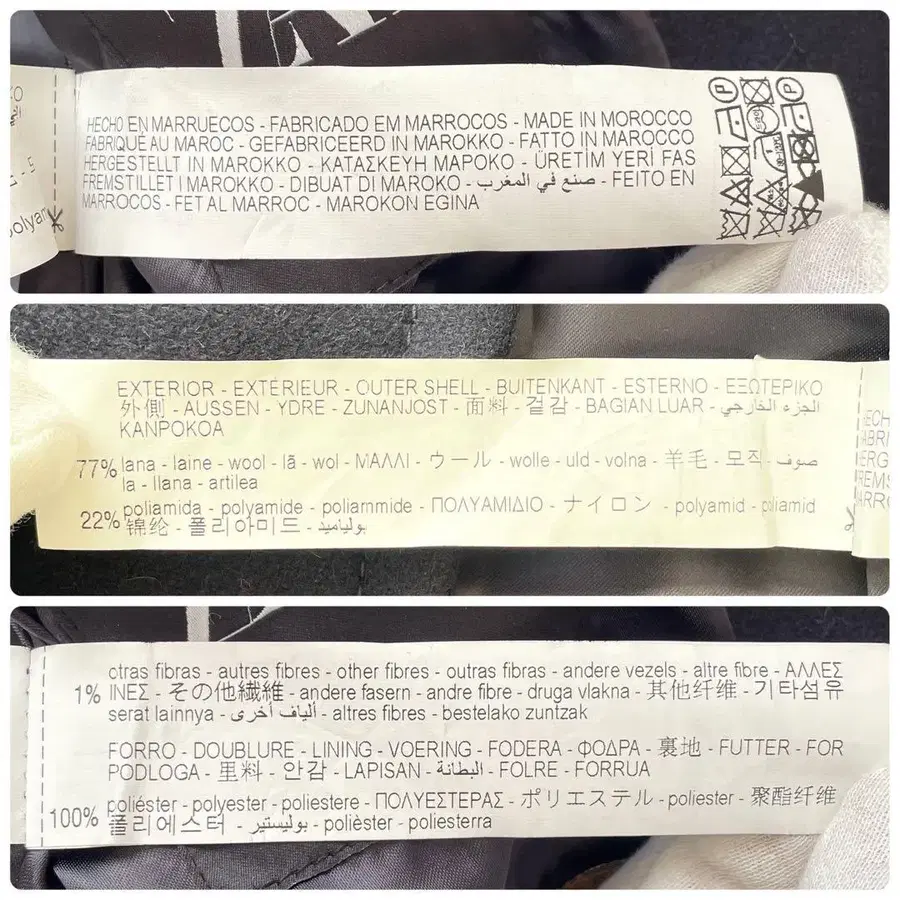 HECHO EN MARRUECOS - FABRICADO EM MARROCOS - MADE IN MOROCCO
FABRIQUÉ AU MAROC - GEFABRICEERD IN MAROKKO - FATTO IN MAROCCO
HERGESTELLT IN MAROKKO - ΚΑΤΑΣΚΕΥΗ ΜΑΡΟΚΟ - ÜRETİM YERİ FAS
FREMSTILLET I MAROKKO - DIBUAT DI MAROKO - صنع في المغرب - FEITO EN
MARROCOS - FET AL MARROC - MAROKON EGINA
EXTERIOR - EXTÉRIEUR - OUTER SHELL - BUITENKANT - ESTERNO - ΕΞΩΤΕΡΙΚΟ
外側 - AUSSEN - YDRE - ZUNANJOST - 面料 - 겉감 - BAGIAN LUAR - الجزء الخارجي
KANPOKOA
77% lana - laine - wool - lã - wol - ΜΑΛΛΙ - ウール - wolle - uld - volna - 羊毛 - 모직 - صوف
la - llana - artilea
22% poliamida - polyamide - poliammide - ΠΟΛΥΑΜΙΔΙΟ - ナイロン - polyamid - poliamid
锦纶 - 폴리아미드 - بولياميد
otras fibras - autres fibres - other fibres - outras fibras - andere vezels - altre fibre - ΑΛΛΕΣ
1% ΙΝΕΣ - その他繊維 - andere fasern - andre fibre - druga vlakna - 其他纤维 - 기타섬유
serat lainnya - ألياف أخرى - altres fibres - bestelako zuntzak
FORRO - DOUBLURE - LINING - VOERING - FODERA - ΦΟΔΡΑ - 裏地 - FUTTER - FOR
PODLOGA - 里料 - 안감 - LAPISAN - البطانة - FOLRE - FORRUA
100% poliéster - polyester - poliestere - ΠΟΛΥΕΣΤΕΡΑΣ - ポリエステル - poliester - 聚酯纤维
폴리에스터 - بوليستير - polièster - poliesterra